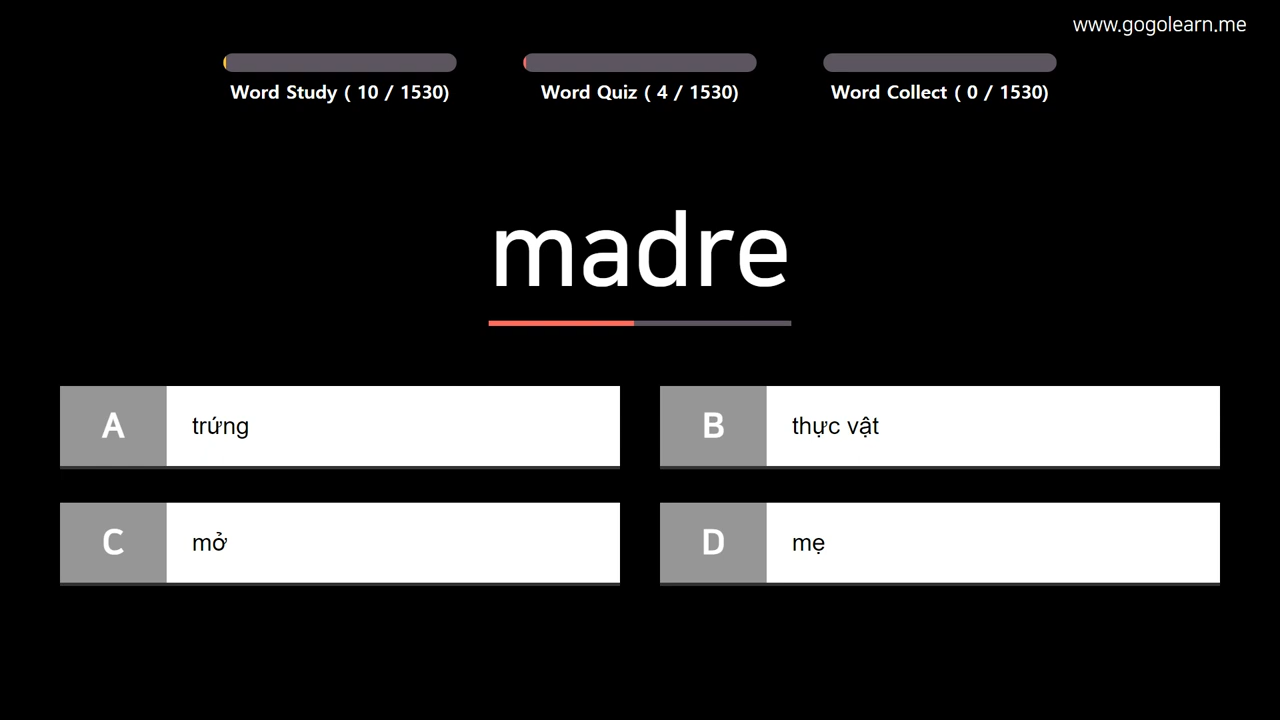 www.gogolearn.me
Word Study ( 10 / 1530)
Word Quiz ( 4 / 1530)
Word Collect ( 0 / 1530)
madre
A trứng
B thực vật
C mở
D mẹ